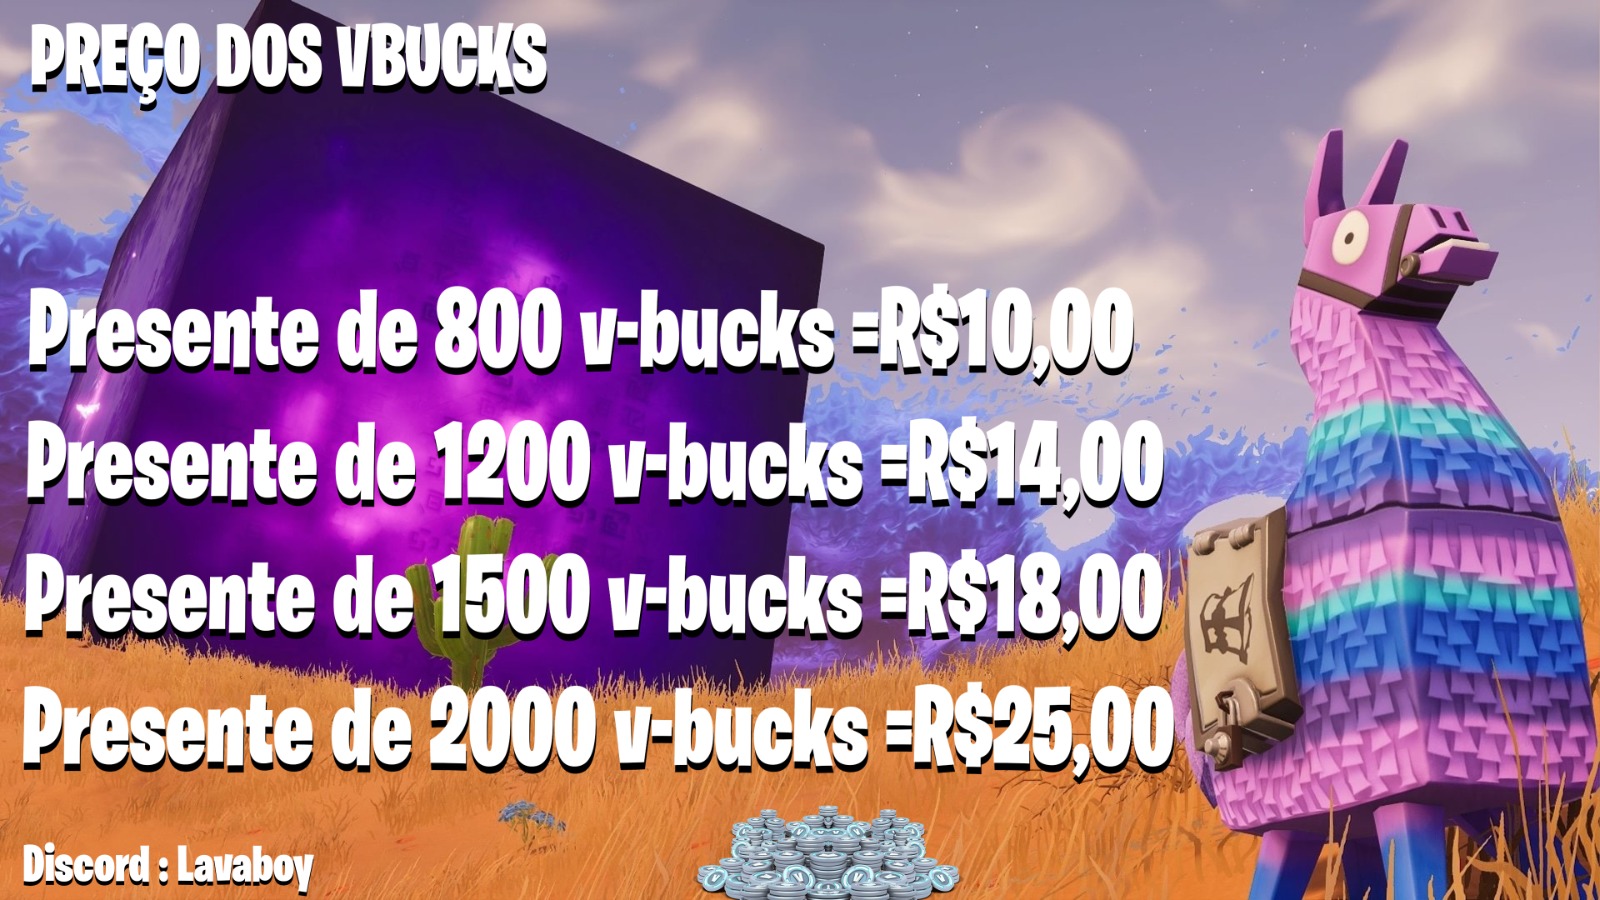 PREÇO DOS VBUCKS
Presente de 800 v-bucks =R$10,00
Presente de 1200 v-bucks =R$14,00
Presente de 1500 v-bucks =R$18,00
Presente de 2000 v-bucks =R$25,00
Discord : Lavaboy